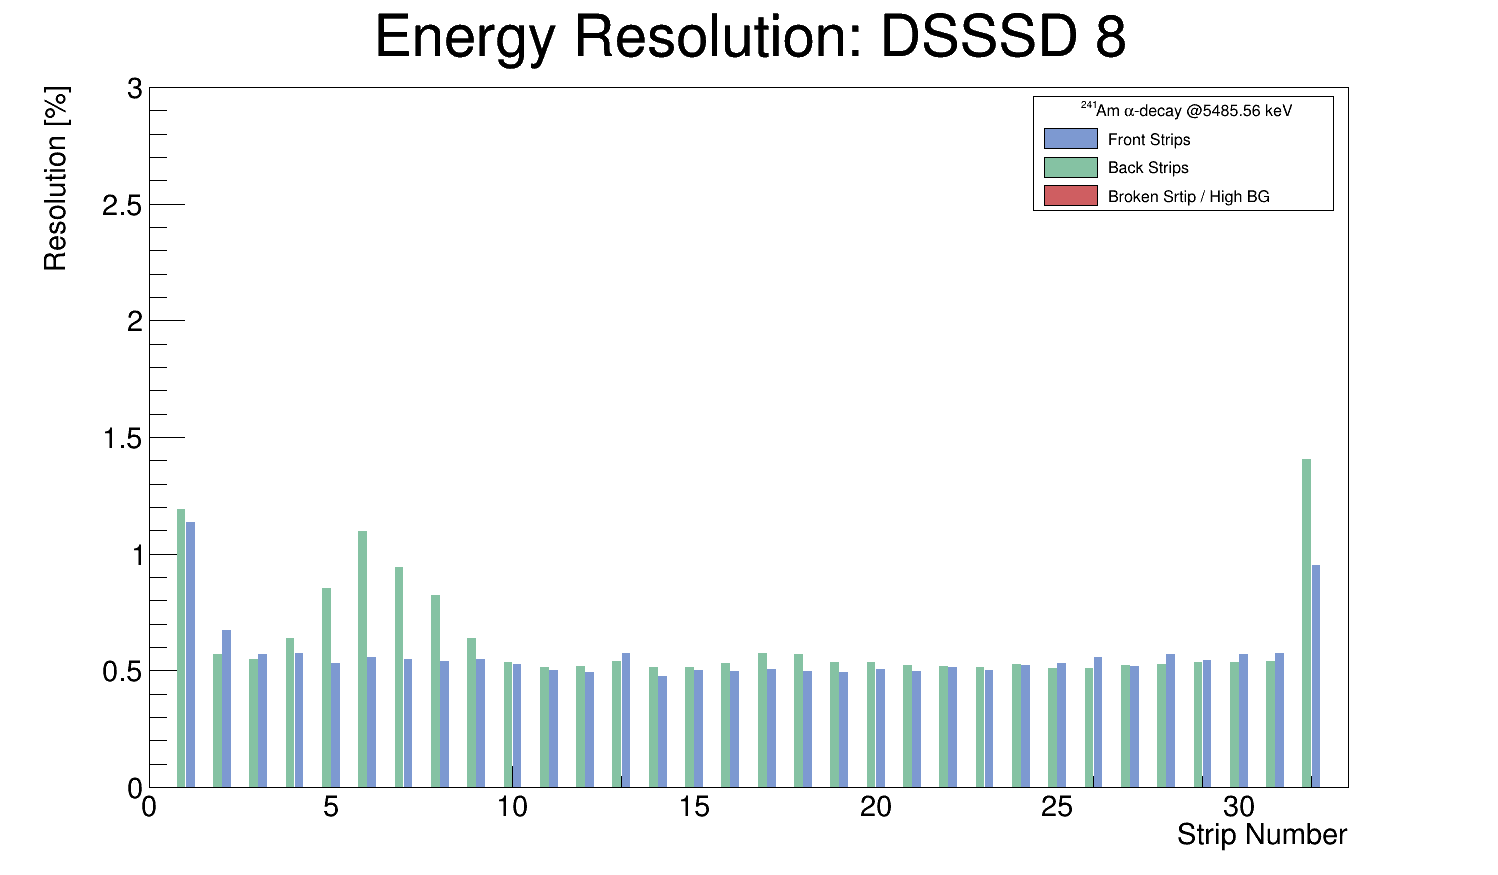 Energy Resolution: DSSSD 8
Resolution [%]
3
2.5
2
1.5
1
0.5
0
²⁴¹Am α-decay @5485.56 keV
Front Strips
Back Strips
Broken Srtip / High BG
0 5 10 15 20 25 30
Strip Number